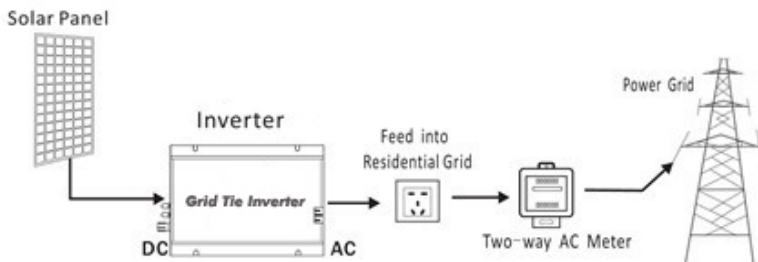 Solar Panel
Inverter
Grid Tie Inverter
DC
AC
Feed into
Residential Grid
Two-way AC Meter
Power Grid